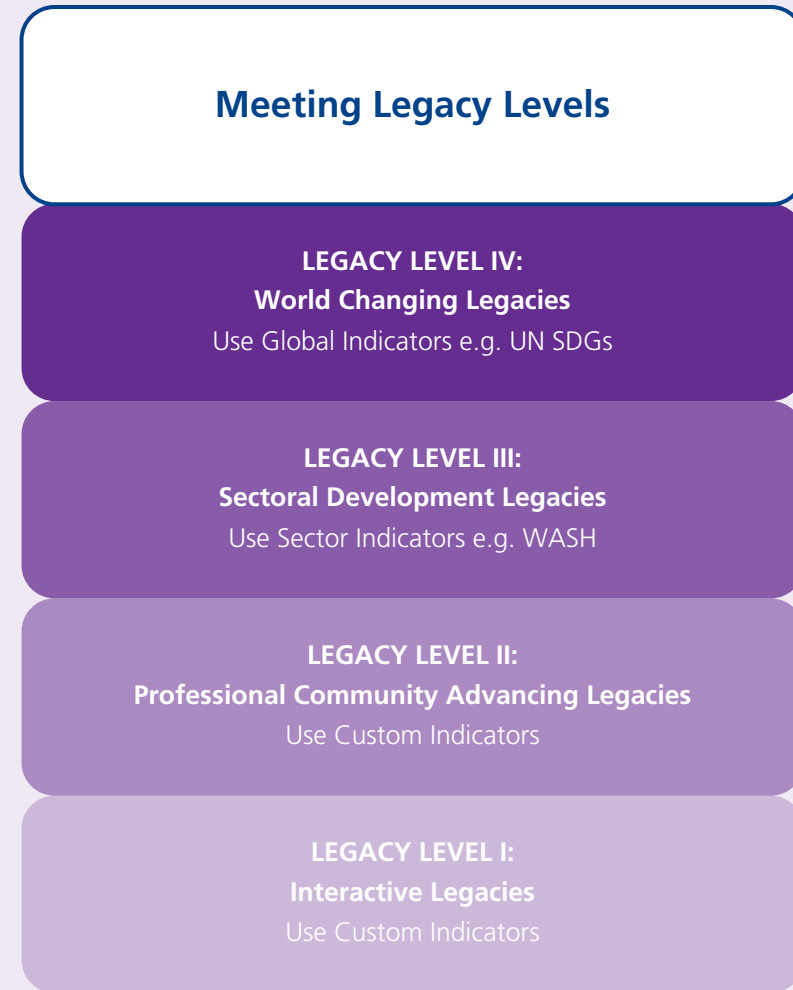 Meeting Legacy Levels
LEGACY LEVEL IV:
World Changing Legacies
Use Global Indicators e.g. UN SDGs
LEGACY LEVEL III:
Sectoral Development Legacies
Use Sector Indicators e.g. WASH
LEGACY LEVEL II:
Professional Community Advancing Legacies
Use Custom Indicators
LEGACY LEVEL I:
Interactive Legacies
Use Custom Indicators